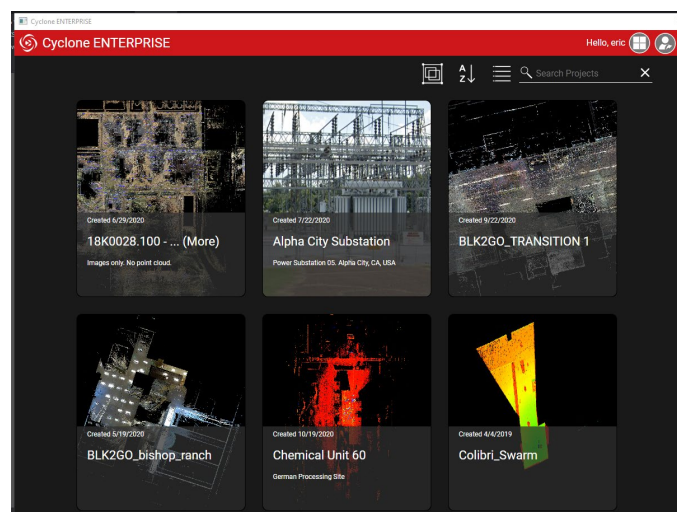 Cyclone ENTERPRISE
Cyclone ENTERPRISE
Hello, eric
A
Z
Search Projects
Created 6/29/2020
18K0028.100 - ... (More)
Images only. No point cloud.
Created 7/22/2020
Alpha City Substation
Power Substation 05. Alpha City, CA, USA
Created 9/22/2020
BLK2GO_TRANSITION 1
Created 5/19/2020
BLK2GO_bishop_ranch
Created 10/19/2020
Chemical Unit 60
German Processing Site
Created 4/4/2019
Colibri_Swarm